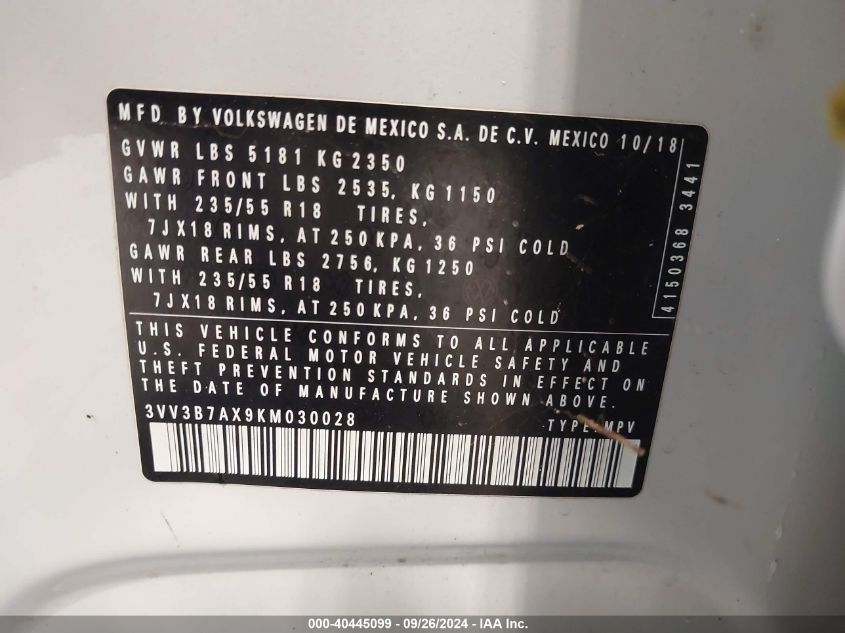 MFD BY VOLKSWAGEN DE MEXICO S.A. DE C.V. MEXICO 10/18
GVWR LBS 5181 KG 2350
GAWR FRONT LBS 2535, KG 1150
WITH 235/55 R18 TIRES,
7JX18 RIMS, AT 250 KPA, 36 PSI COLD
GAWR REAR LBS 2756, KG 1250
WITH 235/55 R18 TIRES,
7JX18 RIMS, AT 250 KPA, 36 PSI COLD
4150368 3441
THIS VEHICLE CONFORMS TO ALL APPLICABLE
U.S. FEDERAL MOTOR VEHICLE SAFETY AND
THEFT PREVENTION STANDARDS IN EFFECT ON
THE DATE OF MANUFACTURE SHOWN ABOVE.
3VV3B7AX9KM030028 TYPE: MPV
000-40445099 - 09/26/2024 - IAA Inc.